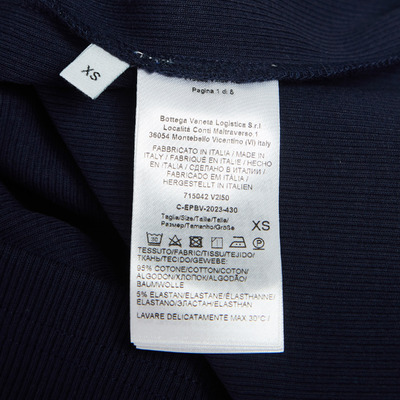 XS
Pagina 1 di 5
Bottega Veneta Logistics S.r.l
Località Conti Maltraverso 1
36054 Montebello Vicentino (VI) Italy
FABBRICATO IN ITALIA / MADE IN
ITALY / FABRIQUÉ EN ITALIE / HECHO
EN ITALIA / СДЕЛАНО В ИТАЛИИ /
FABRICADO EM ITÁLIA /
HERGESTELLT IN ITALIEN
715042 V2I50
C-EPBV-2023-430
Taglia/Size/Taille/Talla/
Размер/Tamanho/Größe XS
TESSUTO/FABRIC/TISSU/TEJIDO/
ТКАНЬ/TECIDO/GEWEBE
95% COTONE/COTTON/COTON/
ALGODÓN/ХЛОПОК/ALGODÃO/
BAUMWOLLE
5% ELASTAN/ELASTANE/ÉLASTHANNE/
ELASTANO/ЭЛАСТАН/ELASTHAN
LAVARE DELICATAMENTE MAX 30°C /